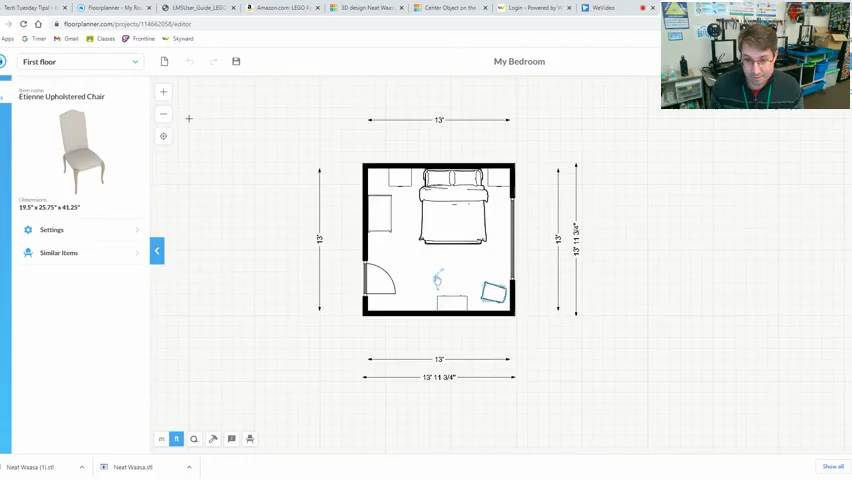 Tech Tuesday Tips!
Floorplanner - My Ro
LMSUser_Guide_LEGO
Amazon.com: LEGO
3D design Neat Waa
Center Object on the
Login - Powered by
WeVideo
floorplanner.com/projects/114662058/editor
Apps
Timer
Gmail
Classes
Frontline
Skyward
First floor
My Bedroom
Item name
Etienne Upholstered Chair
Dimensions
19.5" x 25.75" x 41.25"
Settings
Similar Items
13'
13'
13'
13' 11 3/4"
13'
13' 11 3/4"
m
ft
Neat Waasa (1).stl
Neat Waasa.stl
Show all